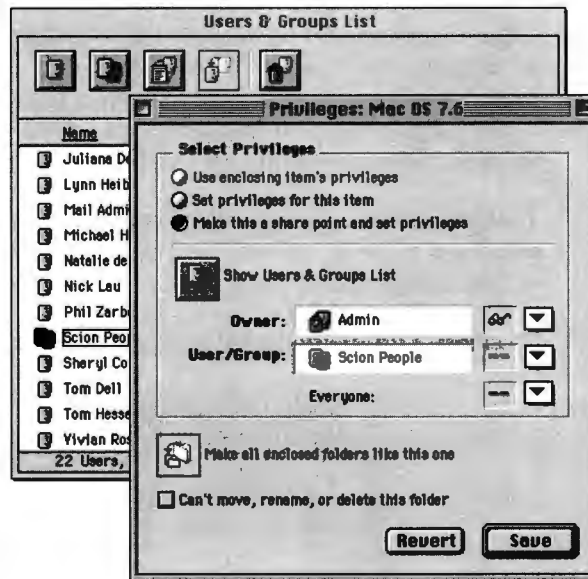 Users & Groups List
Privileges: Mac OS 7.6
Name
Juliana De
Lynn Heib
Mail Admi
Michael H
Natalie de
Nick Lau
Phil Zarb
Scion Peop
Sheryl Co
Tom Dell
Tom Hesse
Vivian Ros
22 Users,
Select Privileges
Use enclosing item's privileges
Set privileges for this item
Make this a share point and set privileges
Show Users & Groups List
Owner: Admin
User/Group: Scion People
Everyone:
Make all enclosed folders like this one
Can't move, rename, or delete this folder
Revert Save